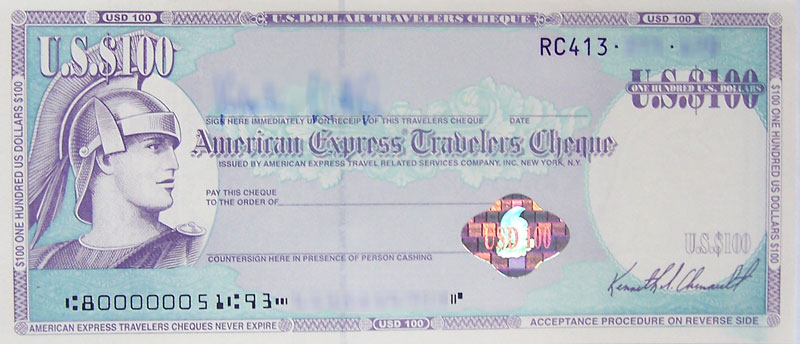 USD 100
U.S. DOLLAR TRAVELERS CHEQUE
USD 100
U.S.$100
RC413·
U.S.$100
ONE HUNDRED U.S. DOLLARS
SIGN HERE IMMEDIATELY UPON RECEIPT OF THIS TRAVELERS CHEQUE DATE
American Express Travelers Cheque
ISSUED BY AMERICAN EXPRESS TRAVEL RELATED SERVICES COMPANY, INC. NEW YORK, N.Y.
PAY THIS CHEQUE
TO THE ORDER OF
USD 100
U.S.$100
COUNTERSIGN HERE IN PRESENCE OF PERSON CASHING
Kenneth I. Chenault
⑆800000051⑆93⑈
AMERICAN EXPRESS TRAVELERS CHEQUES NEVER EXPIRE
USD 100
ACCEPTANCE PROCEDURE ON REVERSE SIDE
$100 ONE HUNDRED US DOLLARS $100
$100 ONE HUNDRED US DOLLARS $100